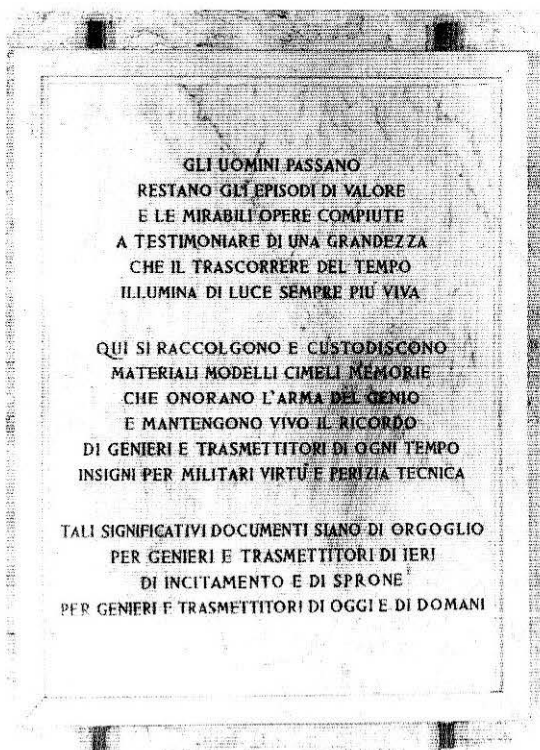 GLI UOMINI PASSANO
RESTANO GLI EPISODI DI VALORE
E LE MIRABILI OPERE COMPIUTE
A TESTIMONIARE DI UNA GRANDEZZA
CHE IL TRASCORRERE DEL TEMPO
ILLUMINA DI LUCE SEMPRE PIU' VIVA
QUI SI RACCOLGONO E CUSTODISCONO
MATERIALI MODELLI CIMELI MEMORIE
CHE ONORANO L'ARMA DEL GENIO
E MANTENGONO VIVO IL RICORDO
DI GENIERI E TRASMETTITORI DI OGNI TEMPO
INSIGNI PER MILITARI VIRTU' E PERIZIA TECNICA
TALI SIGNIFICATIVI DOCUMENTI SIANO DI ORGOGLIO
PER GENIERI E TRASMETTITORI DI IERI
DI INCITAMENTO E DI SPRONE
PER GENIERI E TRASMETTITORI DI OGGI E DI DOMANI